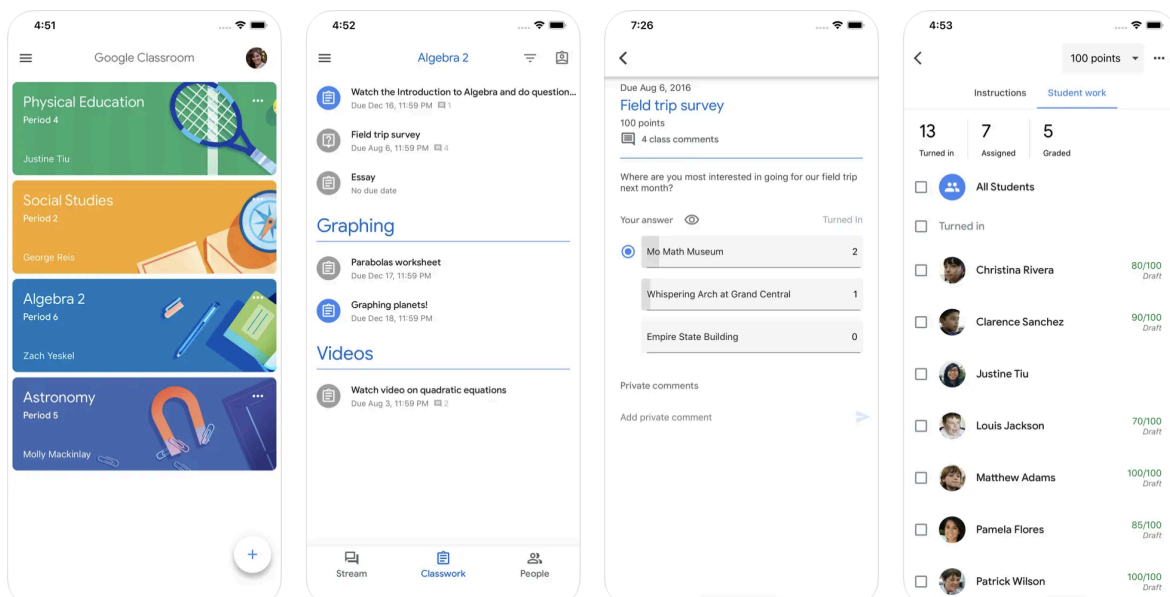 4:51
Google Classroom
Physical Education
Period 4
Justine Tiu
Social Studies
Period 2
George Reis
Algebra 2
Period 6
Zach Yeskel
Astronomy
Period 5
Molly Mackinlay
+
4:52
Algebra 2
Watch the Introduction to Algebra and do question...
Due Dec 16, 11:59 PM 1
Field trip survey
Due Aug 6, 11:59 PM 4
Essay
No due date
Graphing
Parabolas worksheet
Due Dec 17, 11:59 PM
Graphing planets!
Due Dec 18, 11:59 PM
Videos
Watch video on quadratic equations
Due Aug 3, 11:59 PM 2
Stream Classwork People
7:26
Due Aug 6, 2016
Field trip survey
100 points
4 class comments
Where are you most interested in going for our field trip
next month?
Your answer Turned In
Mo Math Museum 2
Whispering Arch at Grand Central 1
Empire State Building 0
Private comments
Add private comment
4:53
100 points
Instructions Student work
13 7 5
Turned in Assigned Graded
All Students
Turned in
Christina Rivera 80/100
Draft
Clarence Sanchez 90/100
Draft
Justine Tiu
Louis Jackson 70/100
Draft
Matthew Adams 100/100
Draft
Pamela Flores 85/100
Draft
Patrick Wilson 100/100
Draft